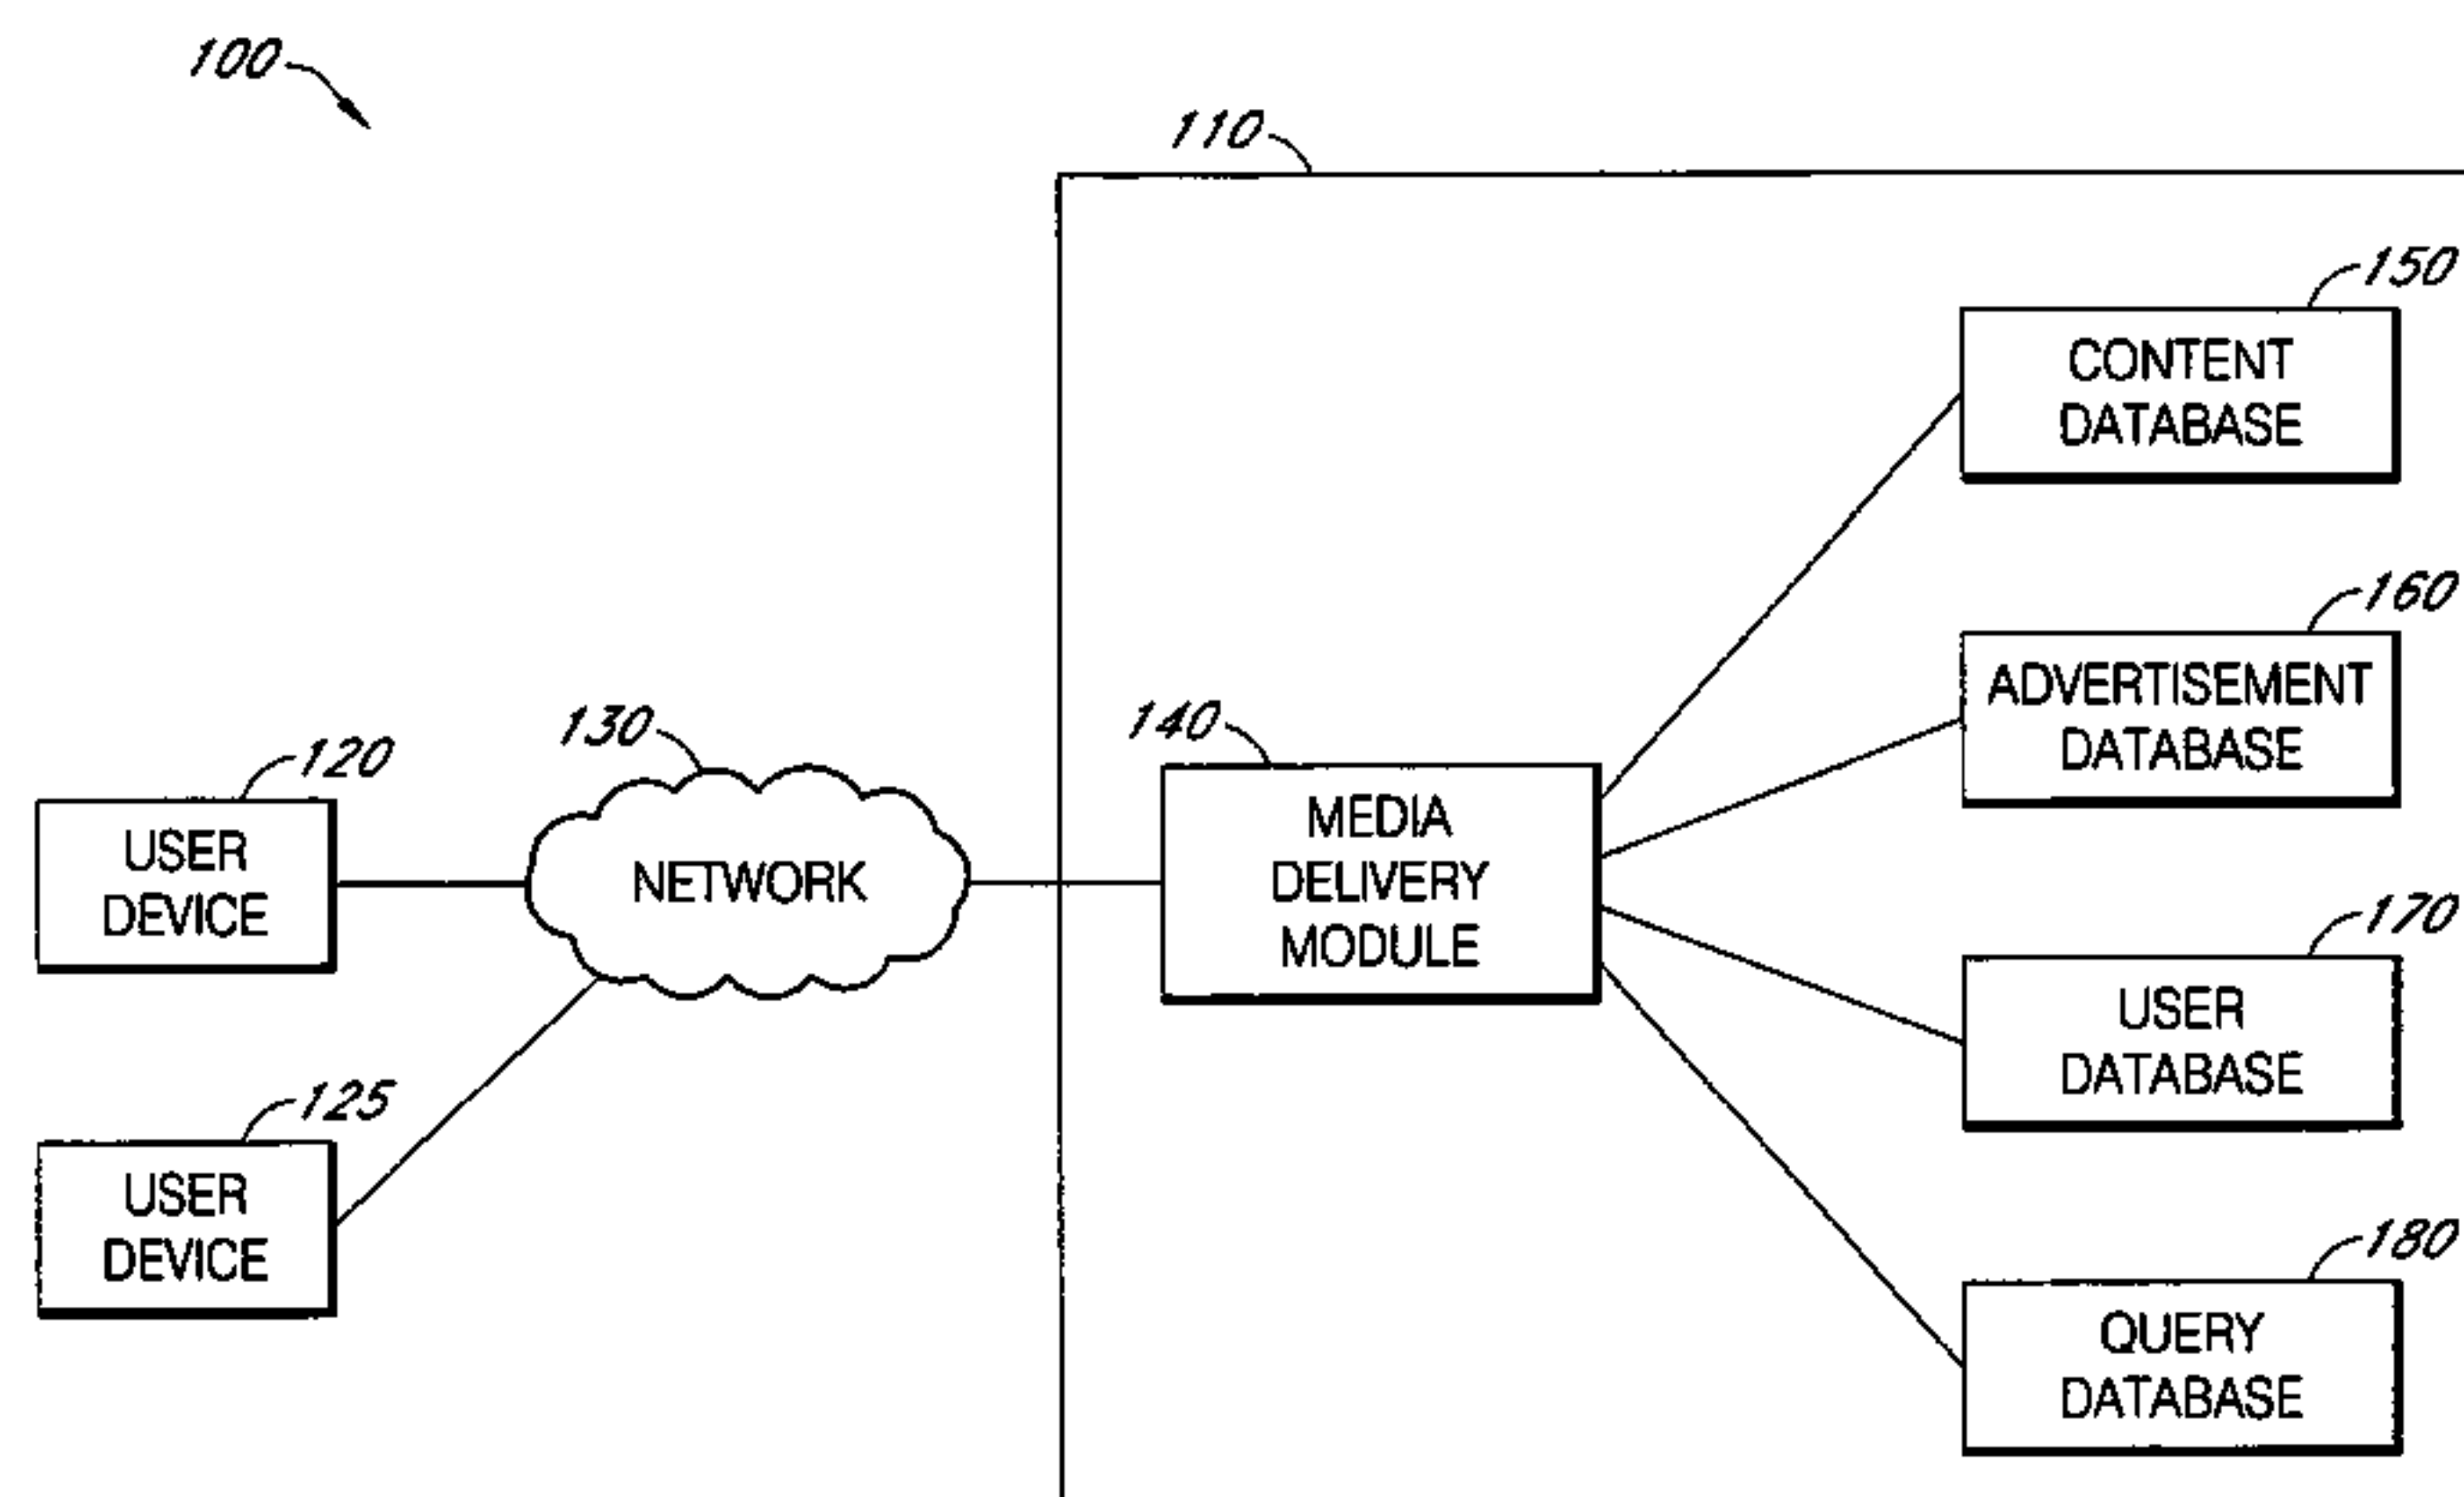 100
110
150
CONTENT
DATABASE
160
ADVERTISEMENT
DATABASE
130
140
120
USER
DEVICE
NETWORK
MEDIA
DELIVERY
MODULE
170
USER
DATABASE
125
USER
DEVICE
180
QUERY
DATABASE